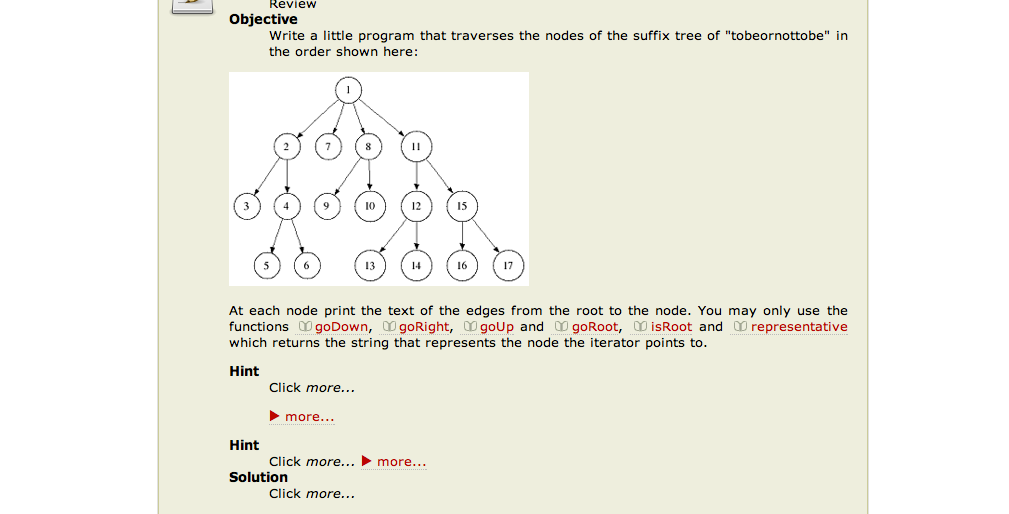 Review
Objective
Write a little program that traverses the nodes of the suffix tree of "tobeornottobe" in
the order shown here:
1
2 7 8 11
3 4 9 10 12 15
5 6 13 14 16 17
At each node print the text of the edges from the root to the node. You may only use the
functions goDown, goRight, goUp and goRoot, isRoot and representative
which returns the string that represents the node the iterator points to.
Hint
Click more...
more...
Hint
Click more... more...
Solution
Click more...